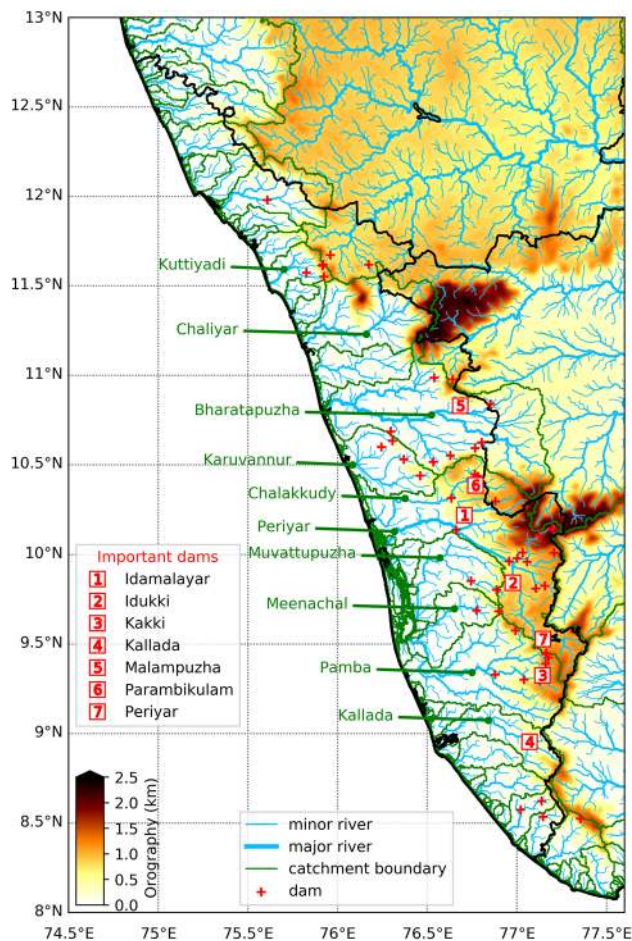 13°N
12.5°N
12°N
11.5°N
11°N
10.5°N
10°N
9.5°N
9°N
8.5°N
8°N
Kuttiyadi
Chaliyar
Bharatapuzha
Karuvannur
Chalakkudy
Periyar
Muvattupuzha
Meenachal
Pamba
Kallada
5
6
1
2
7
3
4
Important dams
1 Idamalayar
2 Idukki
3 Kakki
4 Kallada
5 Malampuzha
6 Parambikulam
7 Periyar
2.5
2.0
1.5
1.0
0.5
0.0
Orography (km)
minor river
major river
catchment boundary
dam
74.5°E 75°E 75.5°E 76°E 76.5°E 77°E 77.5°E